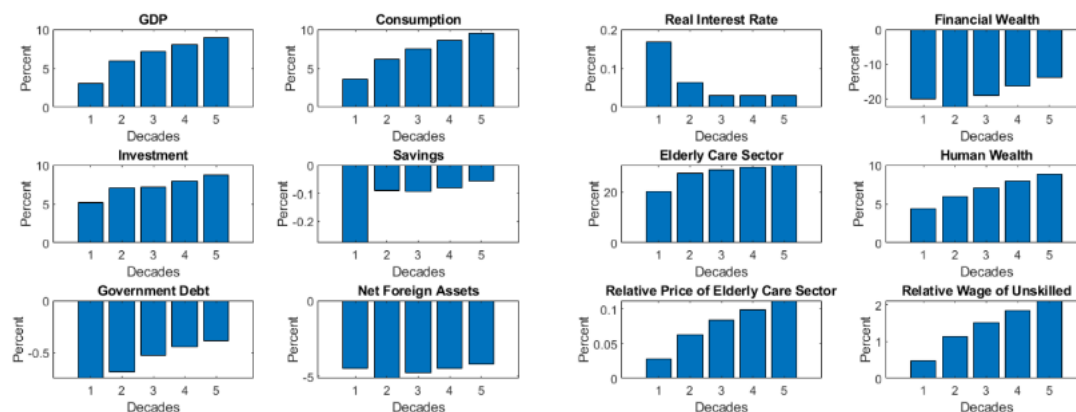 GDP
Percent
10
5
0
1 2 3 4 5
Decades
Consumption
Percent
10
5
0
1 2 3 4 5
Decades
Real Interest Rate
Percent
0.2
0.1
0
1 2 3 4 5
Decades
Financial Wealth
Percent
0
-10
-20
1 2 3 4 5
Decades
Investment
Percent
10
5
0
1 2 3 4 5
Decades
Savings
Percent
0
-0.1
-0.2
1 2 3 4 5
Decades
Elderly Care Sector
Percent
20
0
1 2 3 4 5
Decades
Human Wealth
Percent
10
5
0
1 2 3 4 5
Decades
Government Debt
Percent
0
-0.5
1 2 3 4 5
Decades
Net Foreign Assets
Percent
0
-5
1 2 3 4 5
Decades
Relative Price of Elderly Care Sector
Percent
0.1
0.05
0
1 2 3 4 5
Decades
Relative Wage of Unskilled
Percent
2
1
0
1 2 3 4 5
Decades